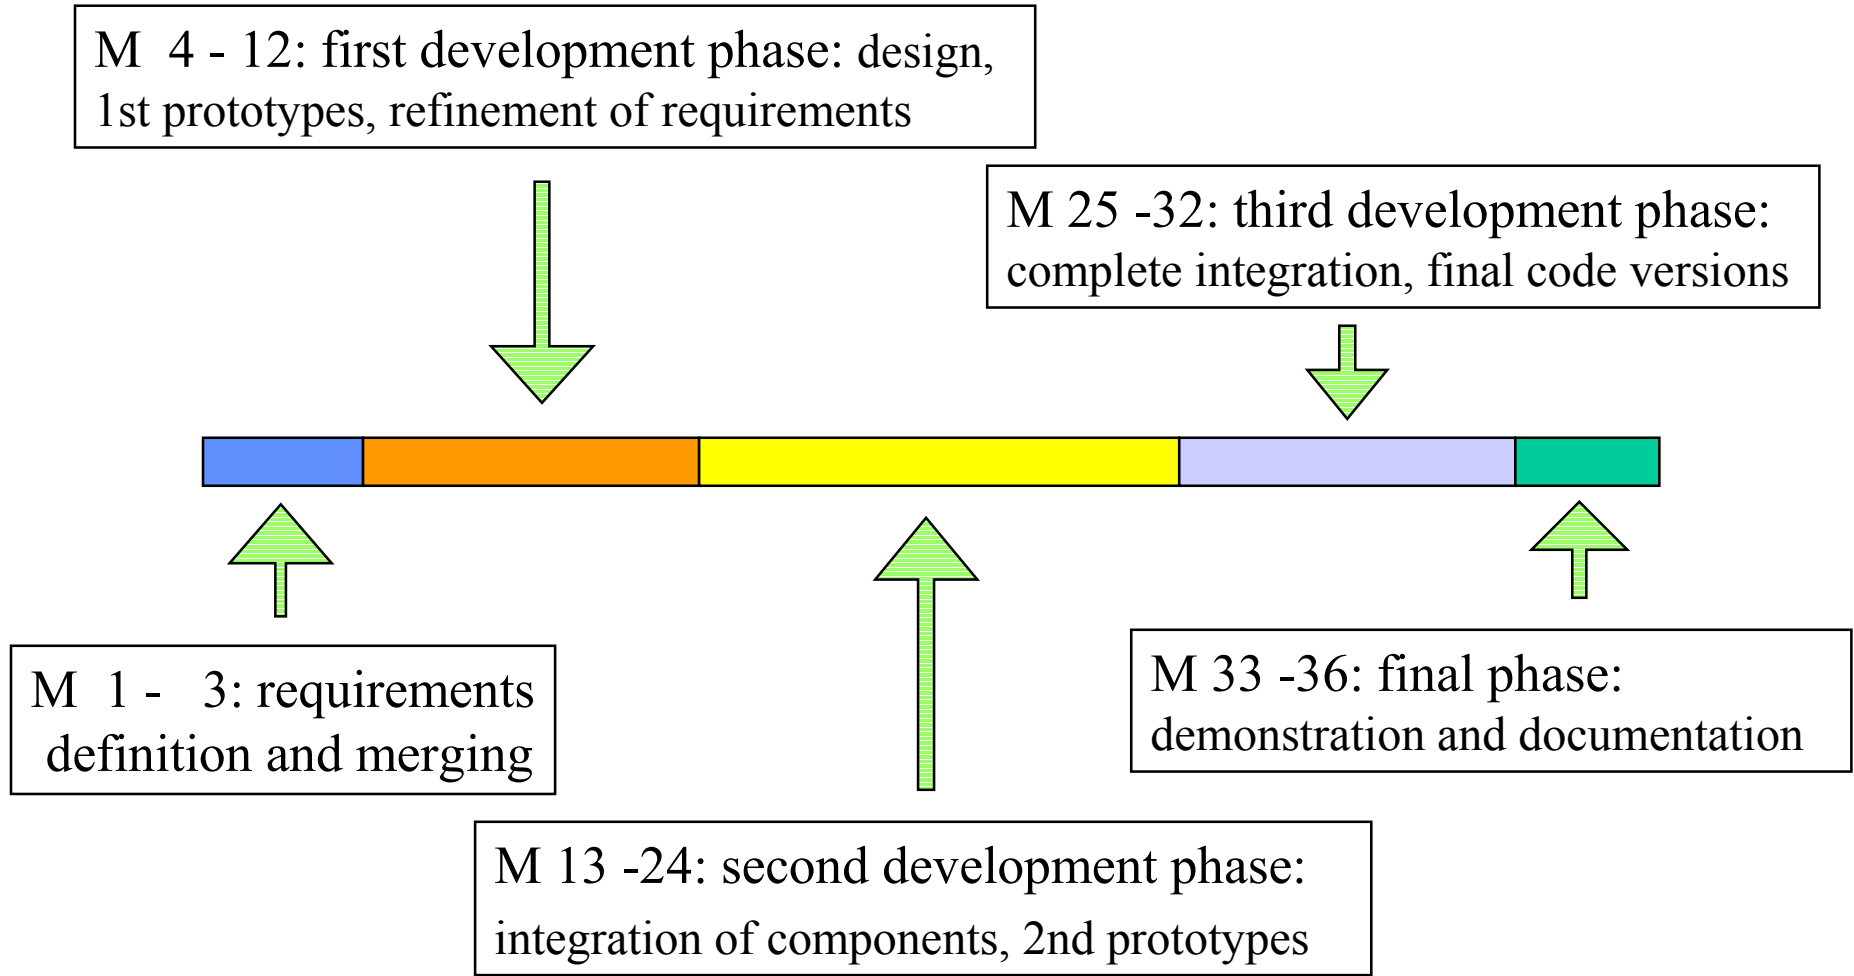 M  4 - 12: first development phase: design,
1st prototypes, refinement of requirements
M 25 -32: third development phase:
complete integration, final code versions
M  1 -   3: requirements
definition and merging
M 33 -36: final phase:
demonstration and documentation
M 13 -24: second development phase:
integration of components, 2nd prototypes